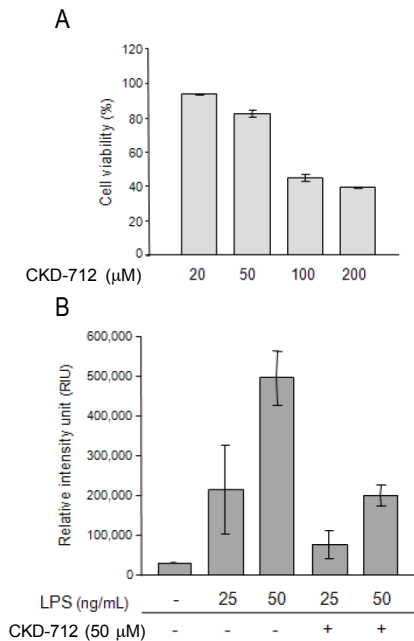 A
120
100
20
60
40
80
0
Cell viability (%)
CKD-712 (μM) 20 50 100 200
B
600,000
500,000
400,000
300,000
200,000
100,000
0
Relative intensity unit (RIU)
LPS (ng/mL) - 25 50 25 50
CKD-712 (50 μM) - - - + +